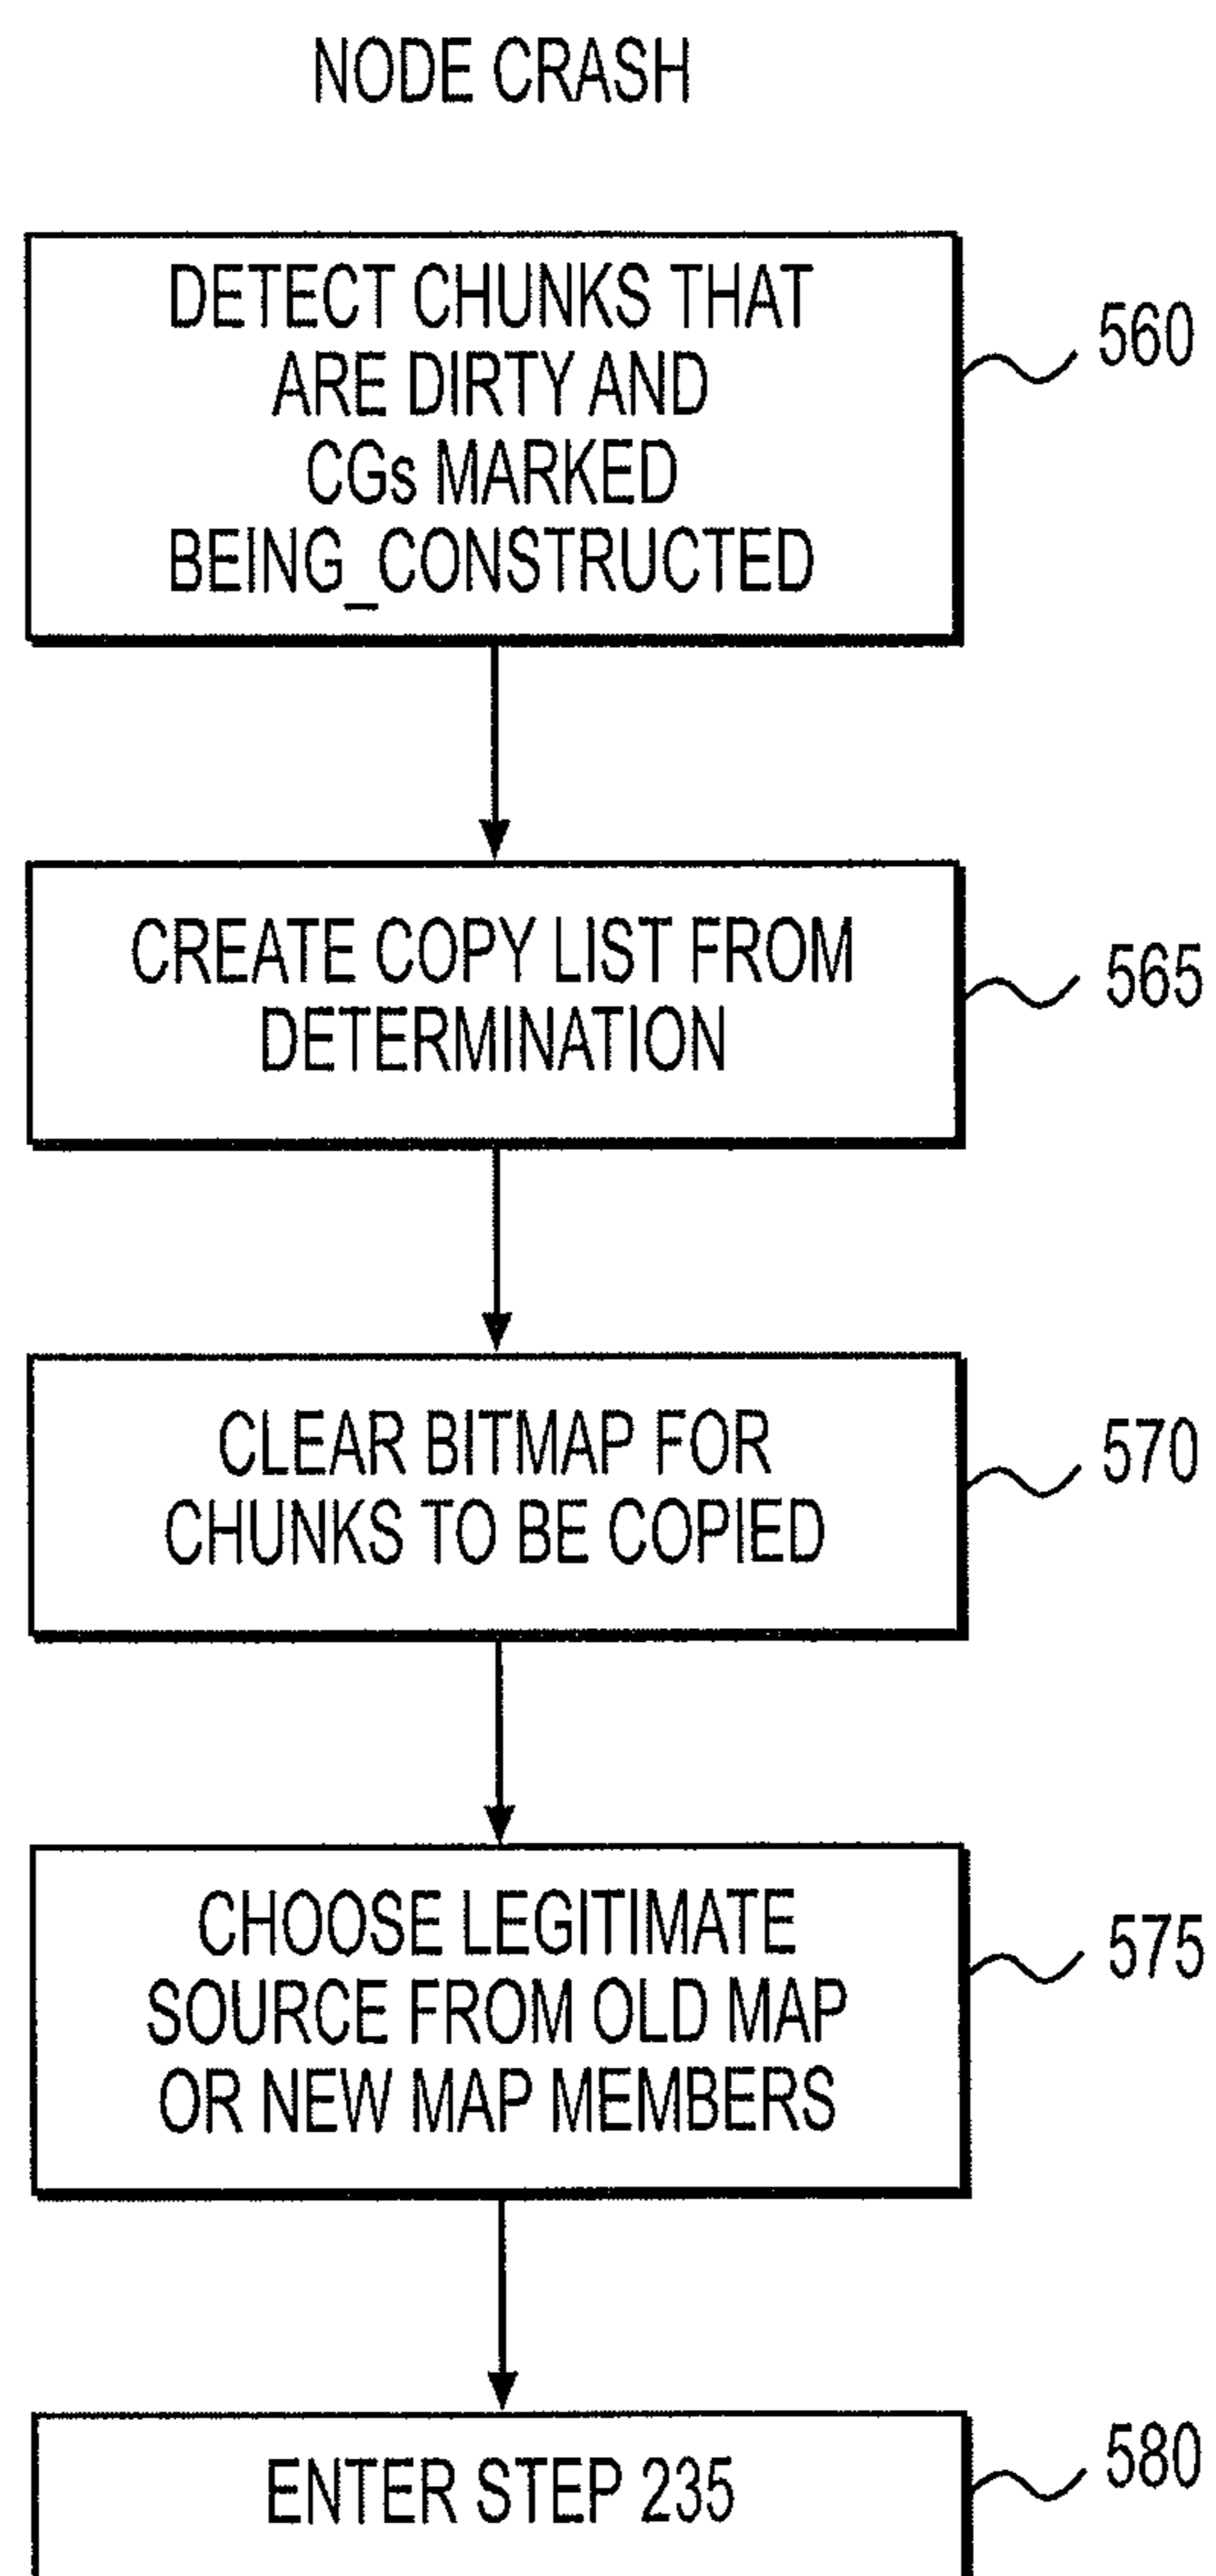 NODE CRASH
DETECT CHUNKS THAT
ARE DIRTY AND
CGs MARKED
BEING_CONSTRUCTED
560
CREATE COPY LIST FROM
DETERMINATION
565
CLEAR BITMAP FOR
CHUNKS TO BE COPIED
570
CHOOSE LEGITIMATE
SOURCE FROM OLD MAP
OR NEW MAP MEMBERS
575
ENTER STEP 235
580